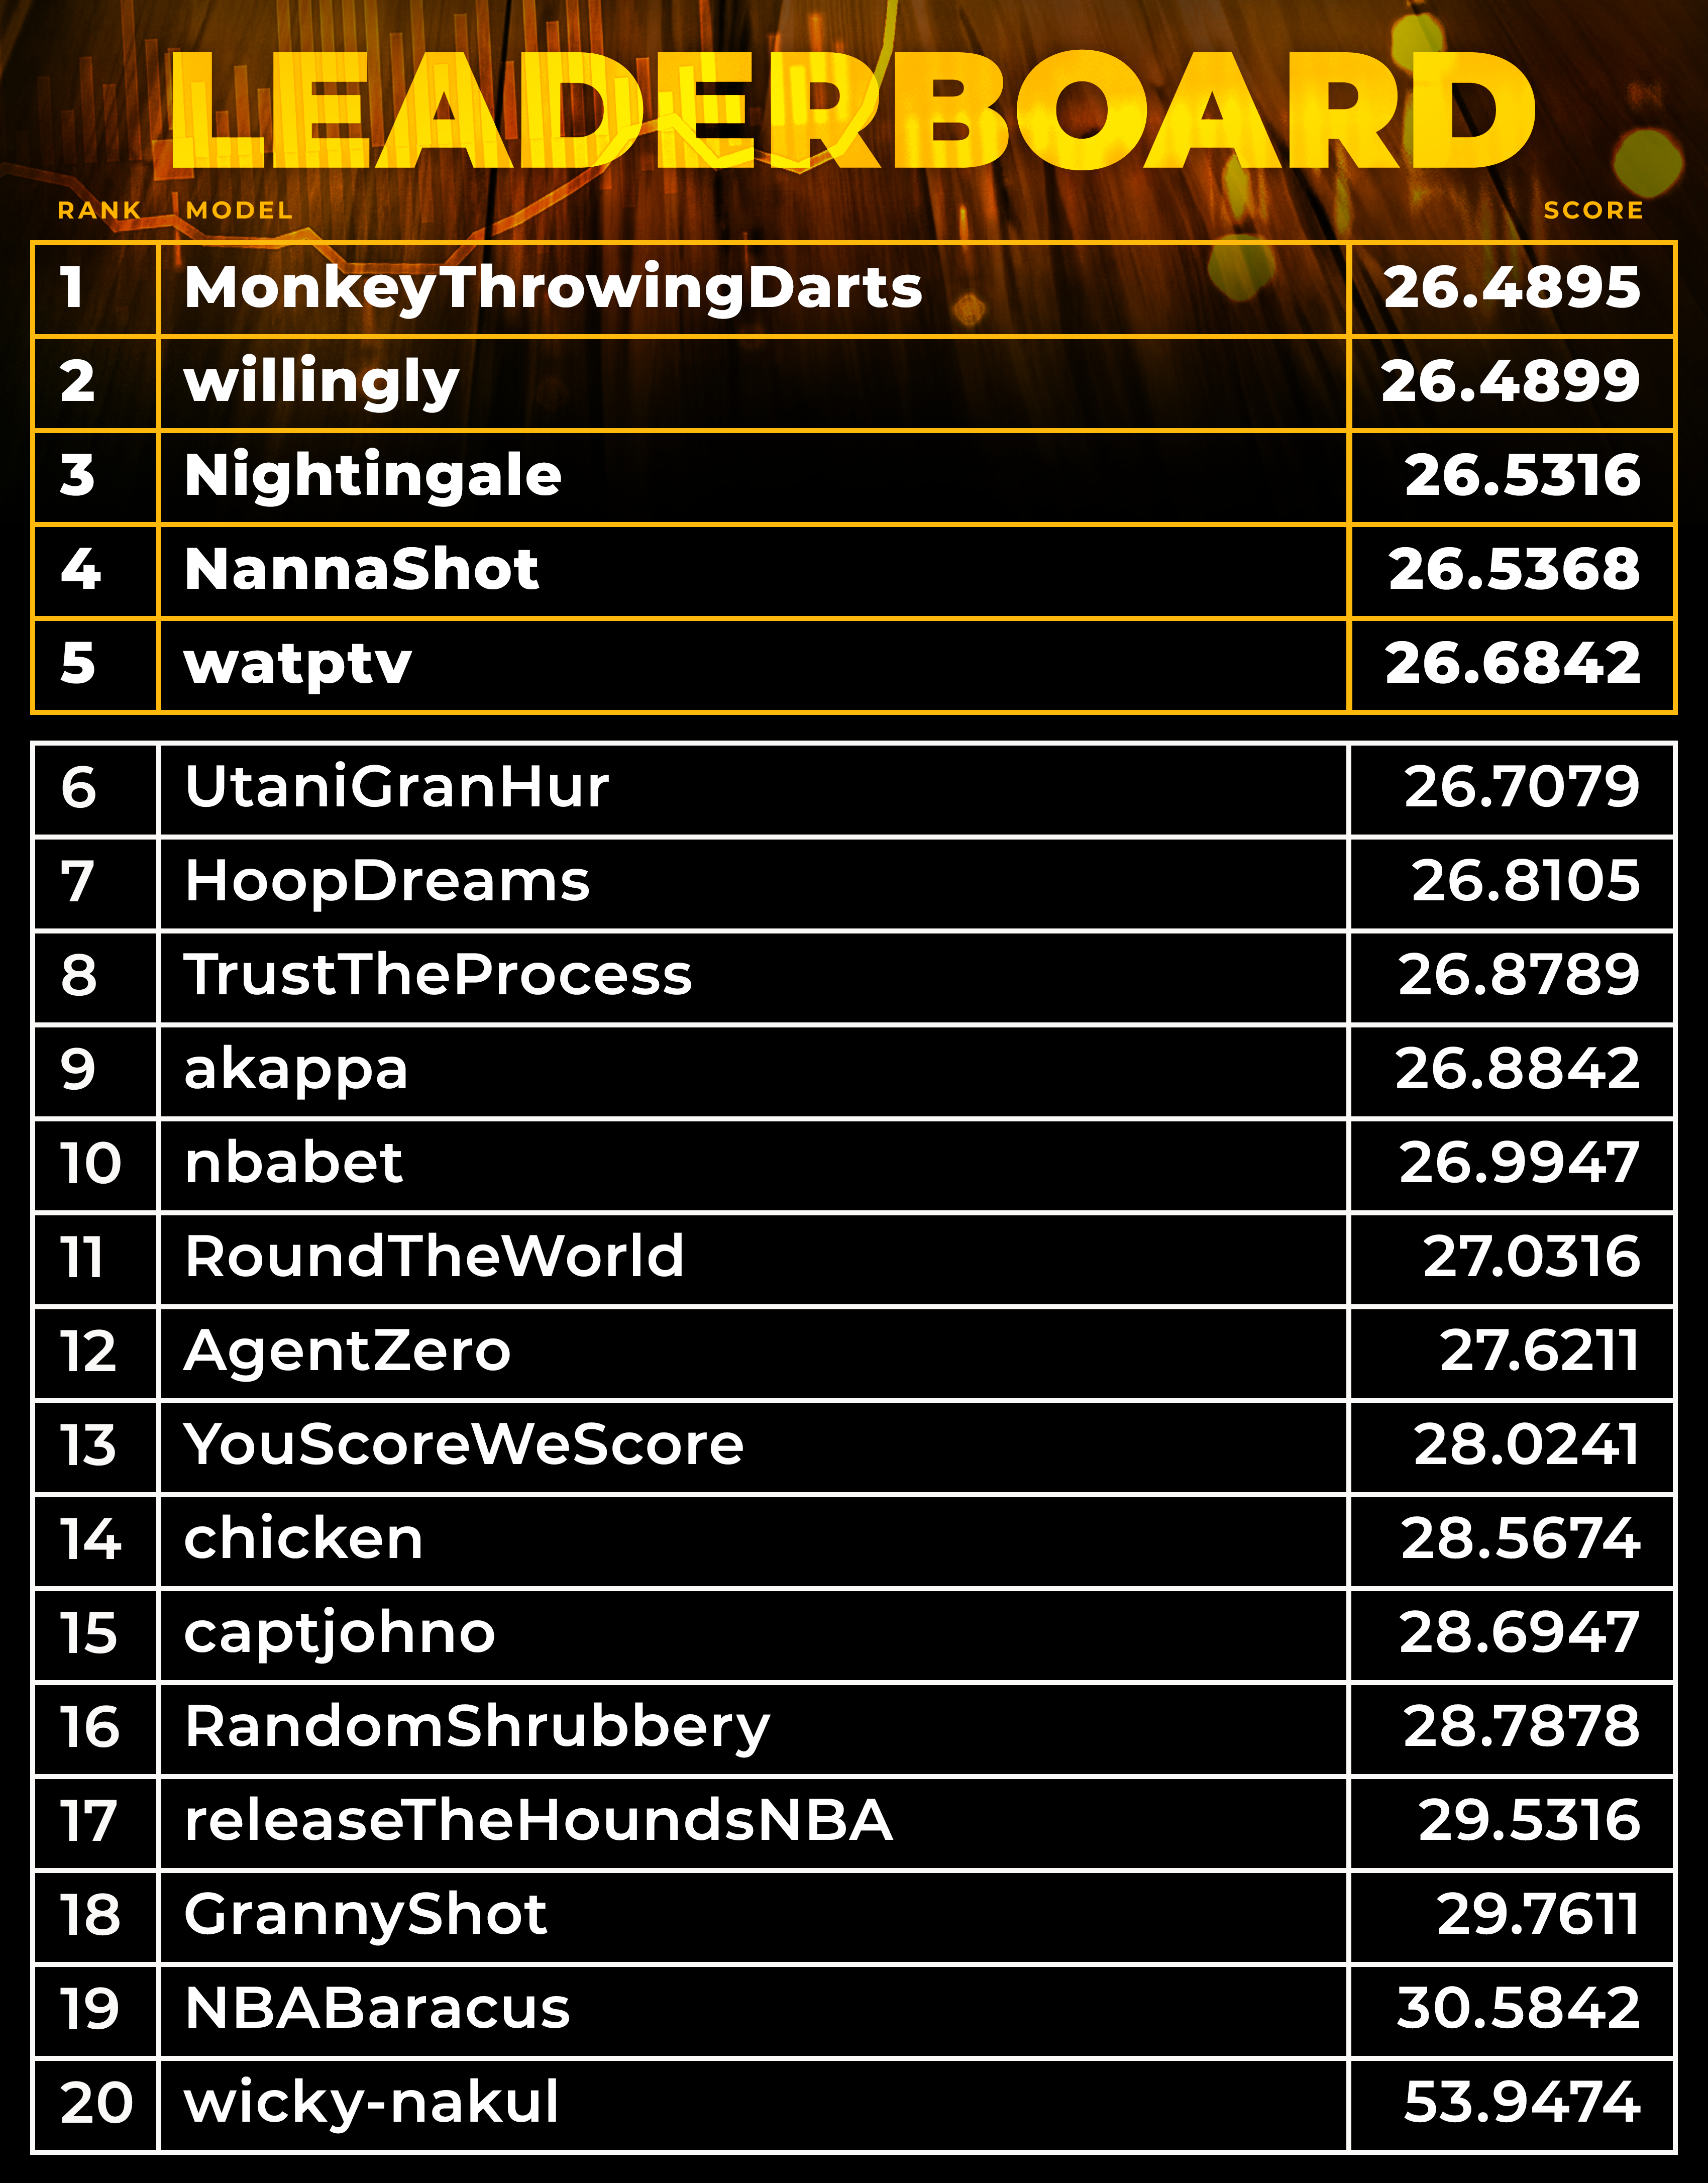 LEADERBOARD
RANK MODEL SCORE
1 MonkeyThrowingDarts 26.4895
2 willingly 26.4899
3 Nightingale 26.5316
4 NannaShot 26.5368
5 watptv 26.6842
6 UtaniGranHur 26.7079
7 HoopDreams 26.8105
8 TrustTheProcess 26.8789
9 akappa 26.8842
10 nbabet 26.9947
11 RoundTheWorld 27.0316
12 AgentZero 27.6211
13 YouScoreWeScore 28.0241
14 chicken 28.5674
15 captjohno 28.6947
16 RandomShrubbery 28.7878
17 releaseTheHoundsNBA 29.5316
18 GrannyShot 29.7611
19 NBABaracus 30.5842
20 wicky-nakul 53.9474